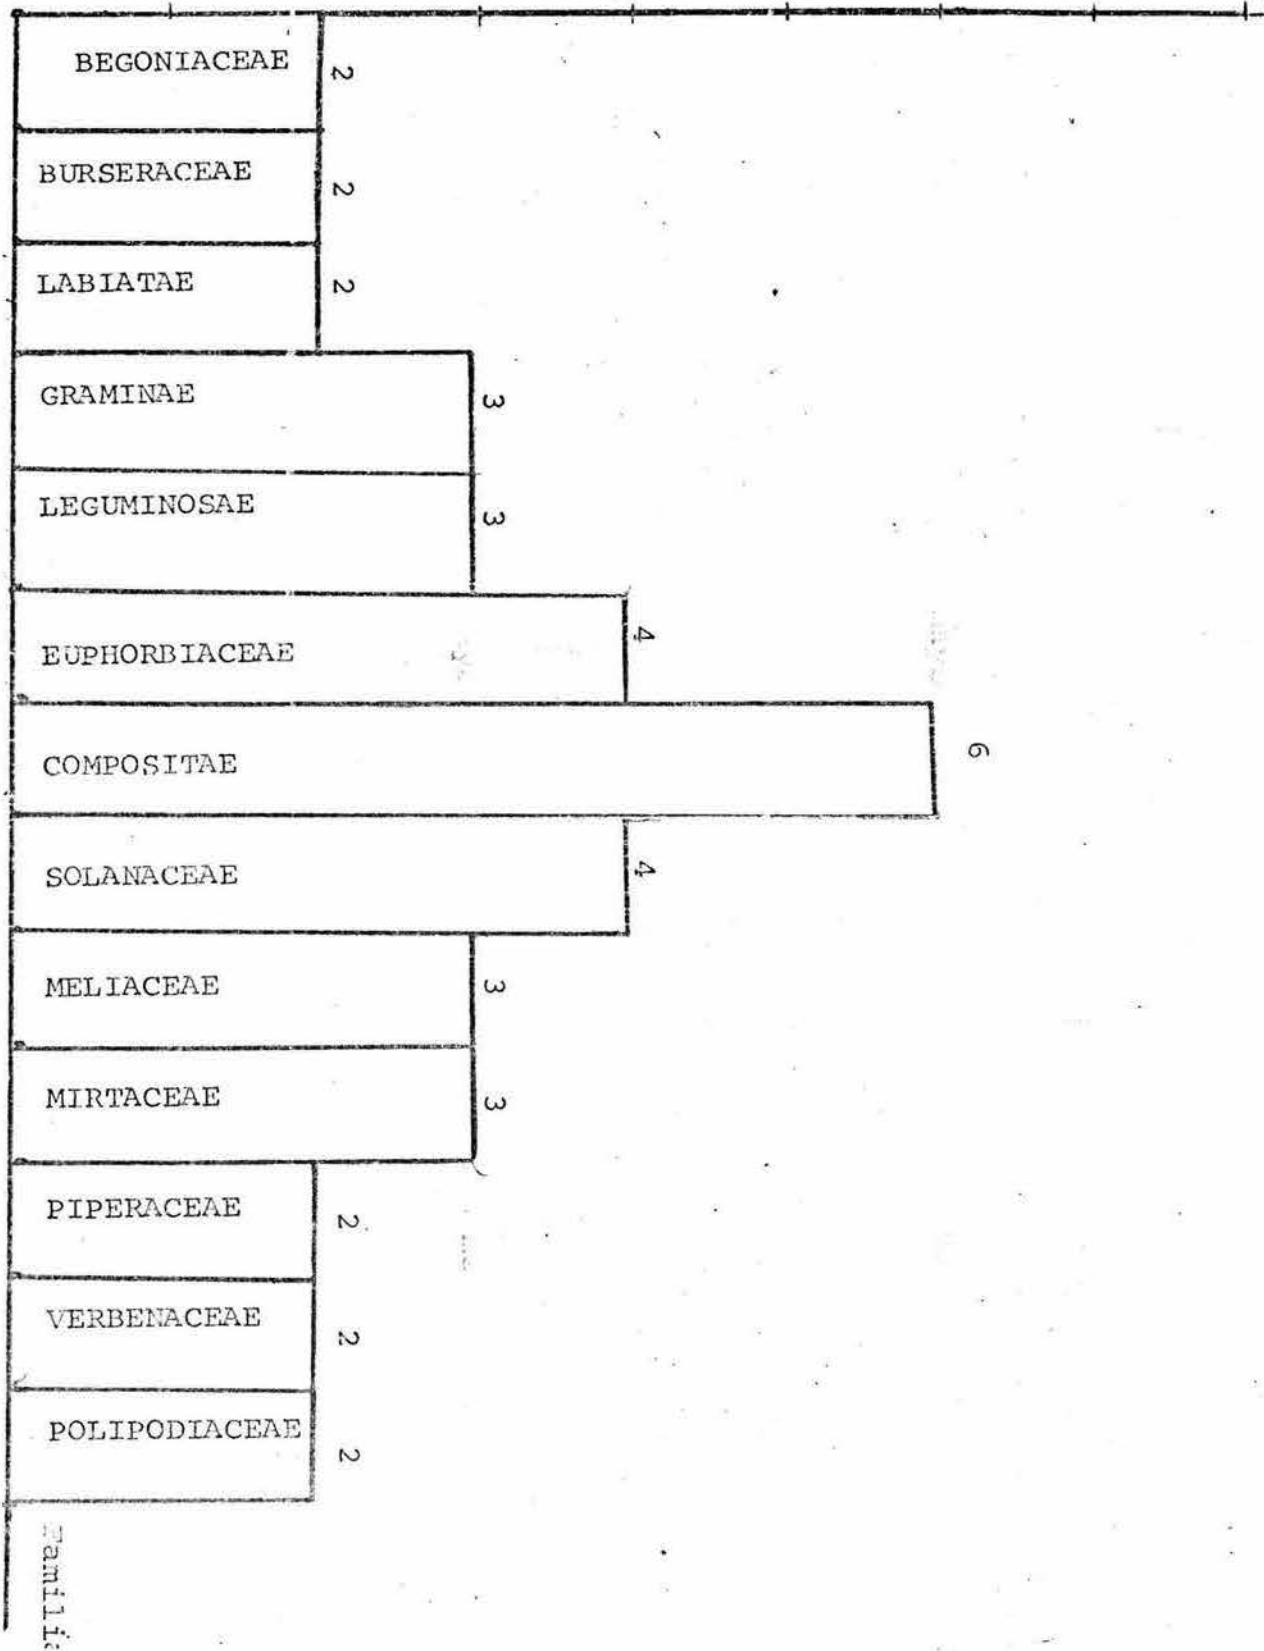 BEGONIACEAE 2
BURSERACEAE 2
LABIATAE 2
GRAMINAE 3
LEGUMINOSAE 3
EUPHORBIACEAE 4
COMPOSITAE 6
SOLANACEAE 4
MELIACEAE 3
MIRTACEAE 3
PIPERACEAE 2
VERBENACEAE 2
POLIPODIACEAE 2